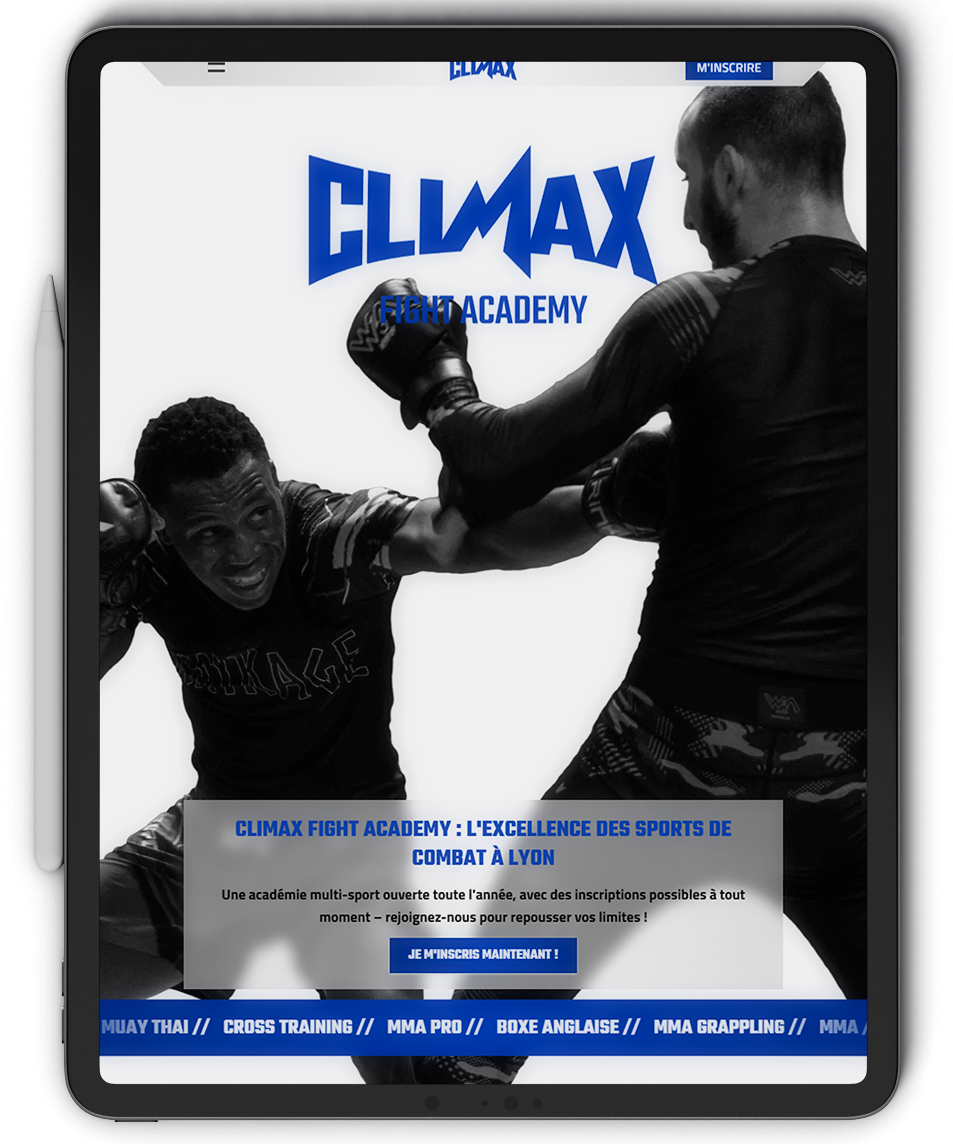 CLIMAX
M'INSCRIRE
CLIMAX
FIGHT ACADEMY
CLIMAX FIGHT ACADEMY : L'EXCELLENCE DES SPORTS DE
COMBAT À LYON
Une académie multi-sport ouverte toute l'année, avec des inscriptions possibles à tout
moment – rejoignez-nous pour repousser vos limites !
JE M'INSCRIS MAINTENANT !
MUAY THAI // CROSS TRAINING // MMA PRO // BOXE ANGLAISE // MMA GRAPPLING // MMA /